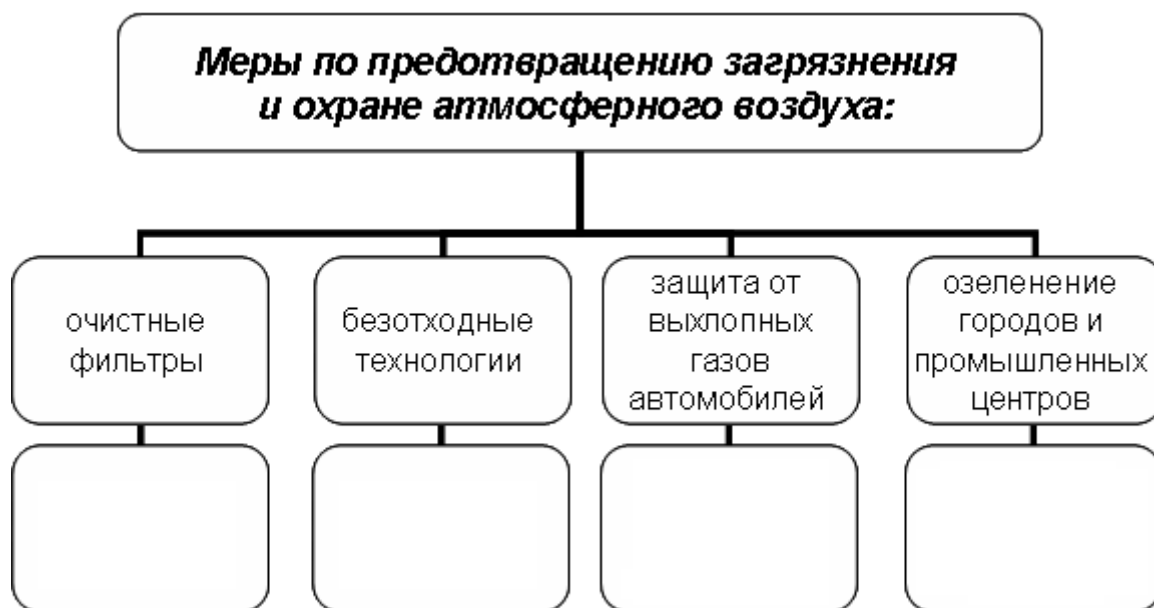 Меры по предотвращению загрязнения
и охране атмосферного воздуха:
очистные
фильтры
безотходные
технологии
защита от
выхлопных
газов
автомобилей
озеленение
городов и
промышленных
центров